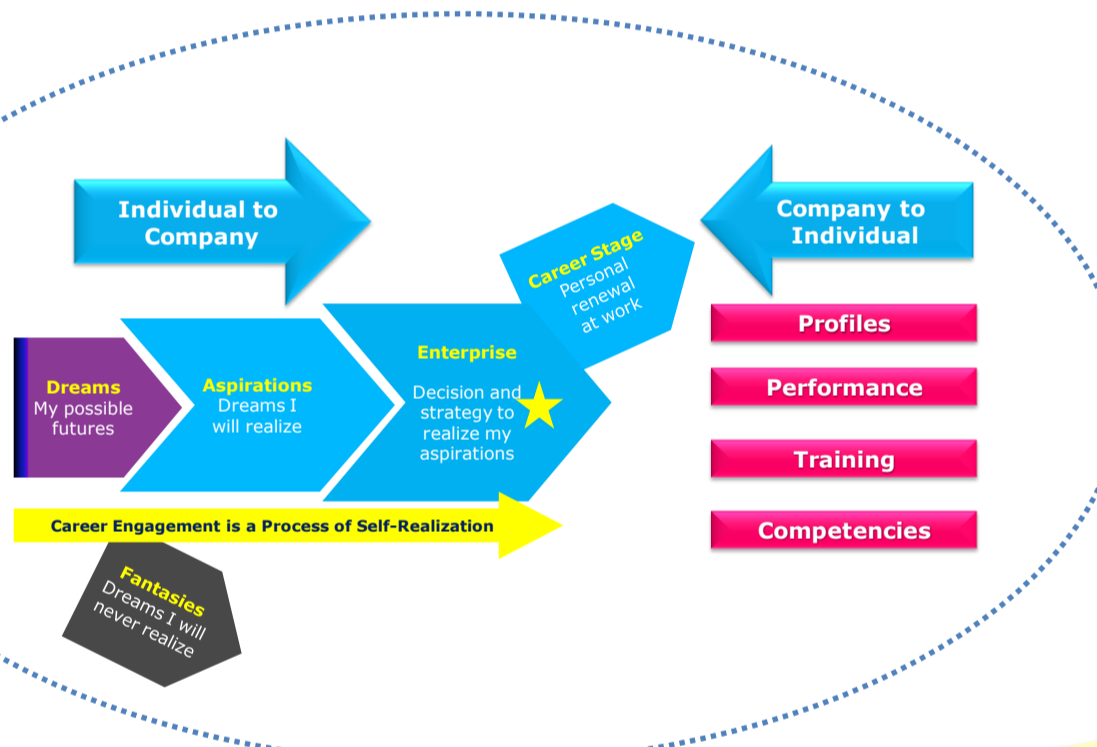 Individual to
Company
Company to
Individual
Career Stage
Personal
renewal
at work
Dreams
My possible
futures
Aspirations
Dreams I
will realize
Enterprise
Decision and
strategy to
realize my
aspirations
Profiles
Performance
Training
Competencies
Career Engagement is a Process of Self-Realization
Fantasies
Dreams I will
never realize